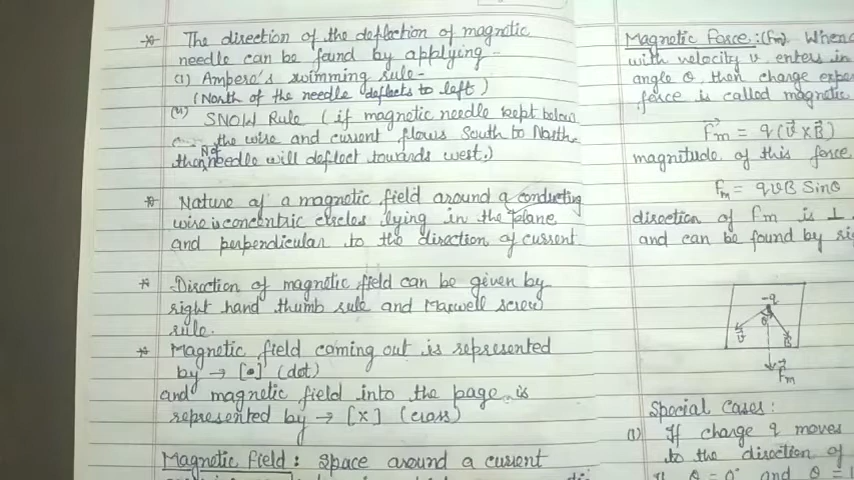 The direction of the deflection of magnetic
needle can be found by applying -
(i) Ampere's swimming rule-
(North of the needle deflects to left)
(ii) SNOW Rule (if magnetic needle kept below
the wire and current flows South to North
then North needle will deflect towards west.)
Nature of a magnetic field around a conducting
wire is concentric circles lying in the plane
and perpendicular to the direction of current
Direction of magnetic field can be given by
right hand thumb rule and Maxwell screw
rule.
Magnetic field coming out is represented
by → [•] (dot)
and magnetic field into the page is
represented by → [x] (cross)
Magnetic field: Space around a current
Magnetic force: (Fm) When
with velocity v enters in
angle θ then charge expe
force is called magnetic
Fm = q(v×B)
magnitude of this force
Fm = qvB Sinθ
direction of Fm is ⊥
and can be found by ri
-q
θ
v B
Fm
Special cases:
(i) If charge q moves
to the direction of
If θ = 0° and θ = 1